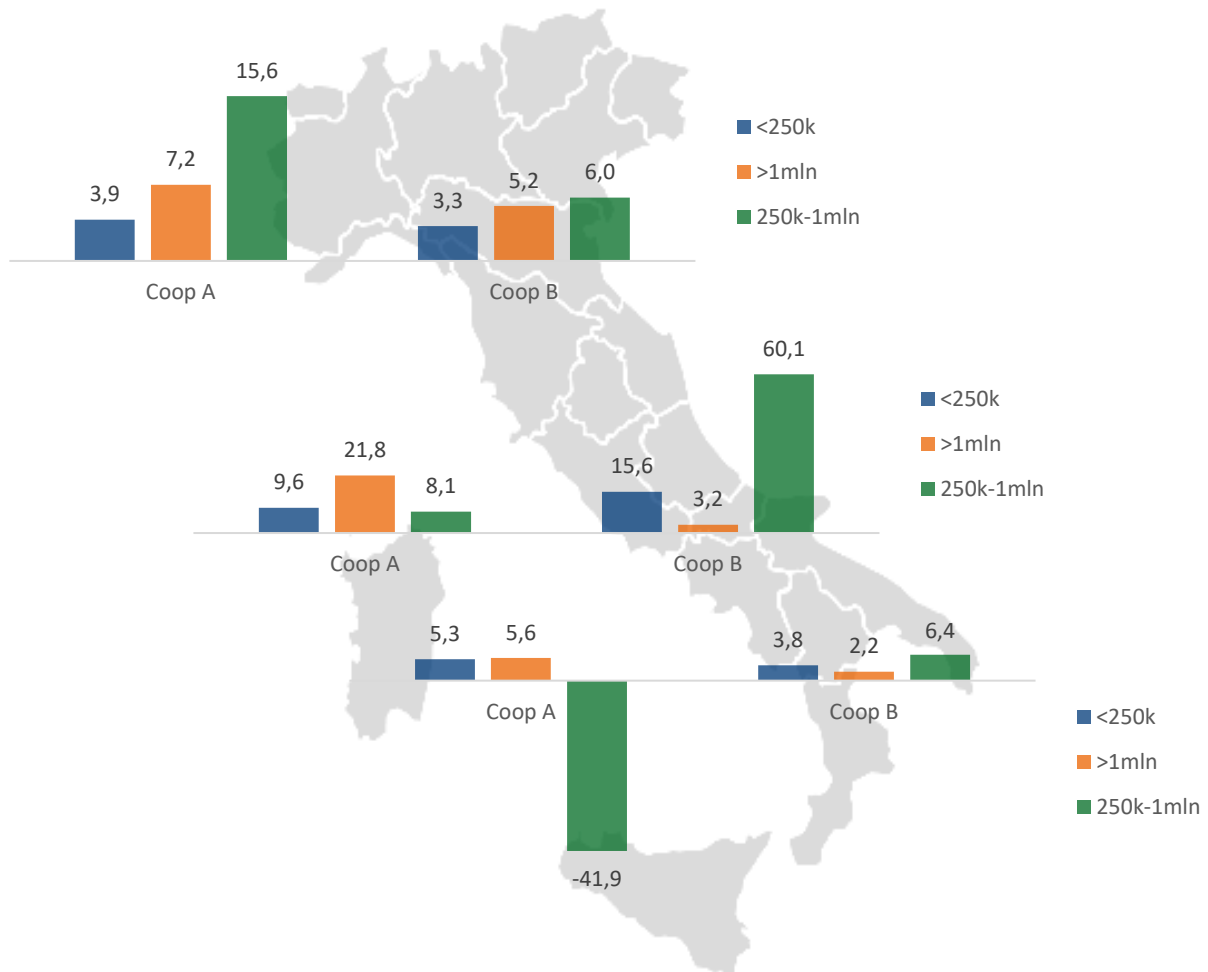 15,6
7,2
3,9
<250k
>1mln
250k-1mln
6,0
5,2
3,3
Coop A
Coop B
60,1
<250k
>1mln
250k-1mln
21,8
9,6
8,1
15,6
3,2
Coop A
Coop B
5,3
5,6
3,8
2,2
6,4
Coop A
Coop B
<250k
>1mln
250k-1mln
-41,9